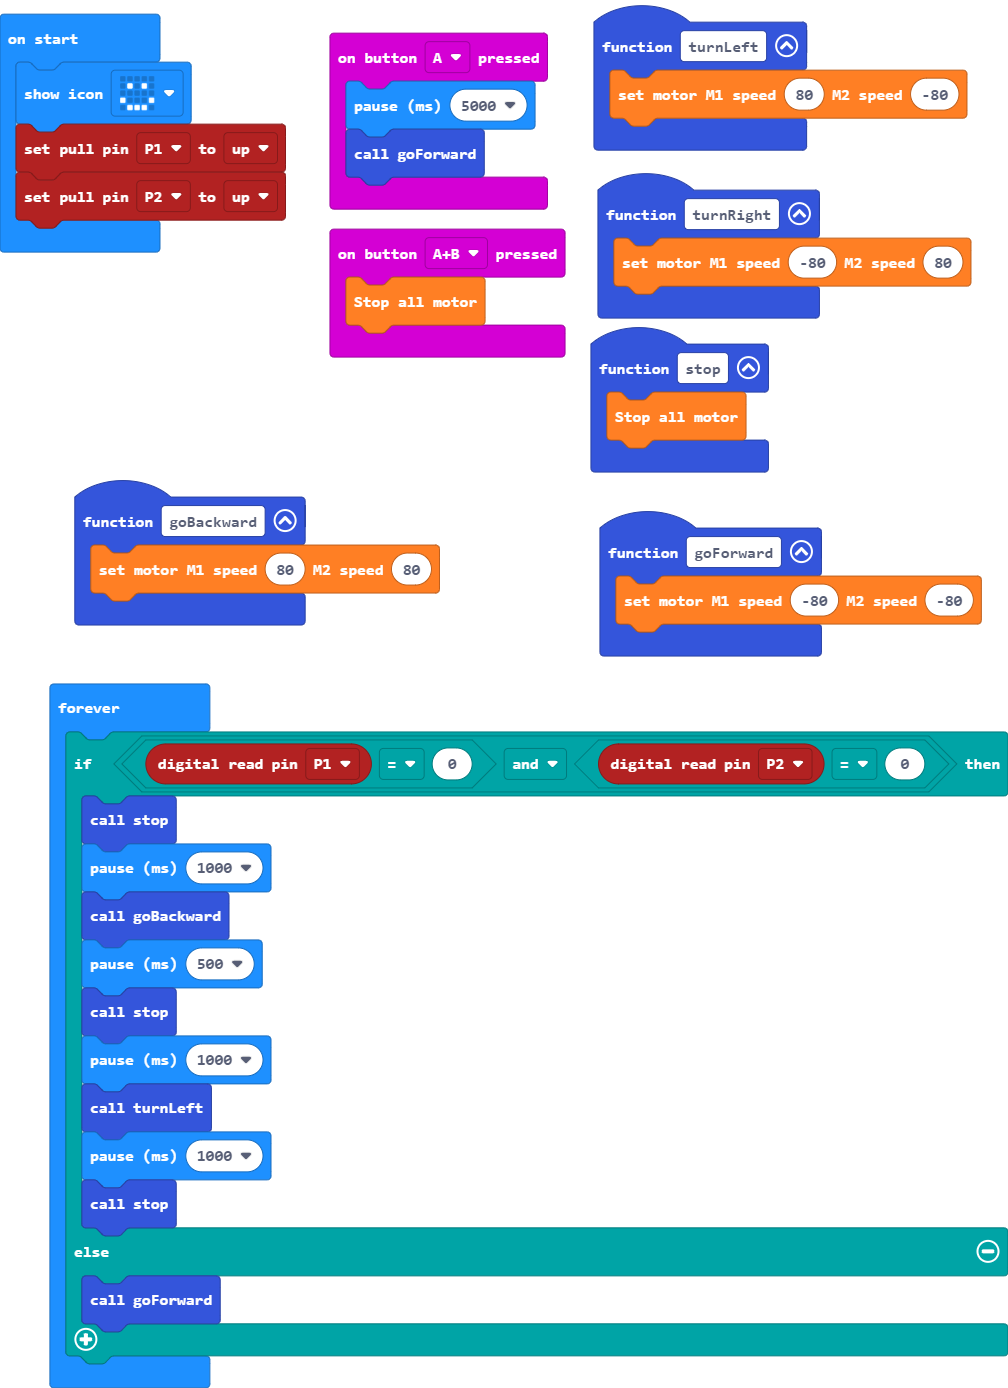 on start
show icon
set pull pin P1 to up
set pull pin P2 to up
on button A pressed
pause (ms) 5000
call goForward
on button A+B pressed
Stop all motor
function turnLeft
set motor M1 speed 80 M2 speed -80
function turnRight
set motor M1 speed -80 M2 speed 80
function stop
Stop all motor
function goBackward
set motor M1 speed 80 M2 speed 80
function goForward
set motor M1 speed -80 M2 speed -80
forever
if digital read pin P1 = 0 and digital read pin P2 = 0 then
call stop
pause (ms) 1000
call goBackward
pause (ms) 500
call stop
pause (ms) 1000
call turnLeft
pause (ms) 1000
call stop
else
call goForward